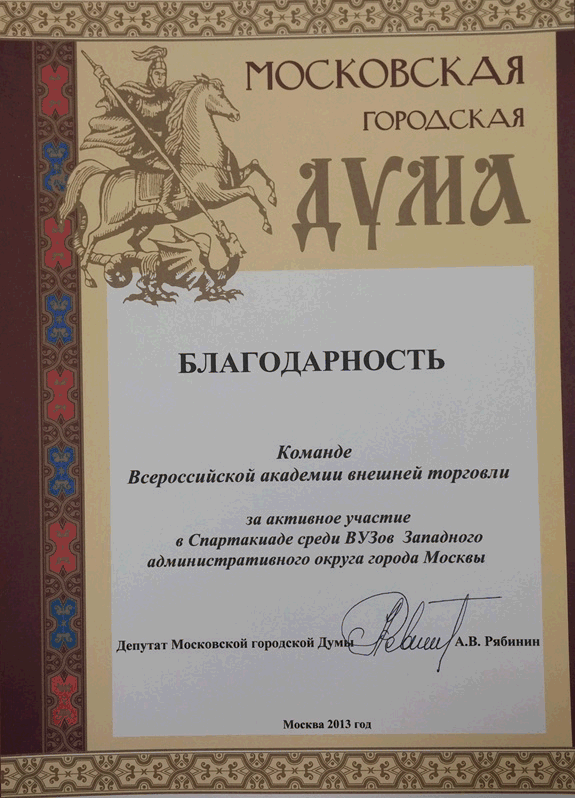 МОСКОВСКАЯ
ГОРОДСКАЯ
ДУМА
БЛАГОДАРНОСТЬ
Команде
Всероссийской академии внешней торговли
за активное участие
в Спартакиаде среди ВУЗов Западного
административного округа города Москвы
Депутат Московской городской Думы А.В. Рябинин
Москва 2013 год